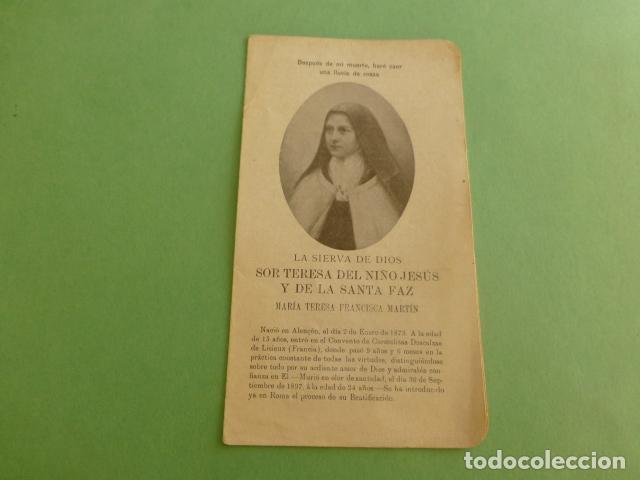 Después de mi muerte, haré caer
una lluvia de rosas
LA SIERVA DE DIOS
SOR TERESA DEL NIÑO JESÚS
Y DE LA SANTA FAZ
MARÍA TERESA FRANCISCA MARTÍN
Nació en Alençón, el día 2 de Enero de 1873. A la edad
de 15 años, entró en el Convento de Carmelitas Descalzas
de Lisieux (Francia), donde pasó 9 años y 6 meses en la
práctica constante de todas las virtudes, distinguiéndose
sobre todo por su ardiente amor de Dios y admirable con
fianza en El.—Murió en olor de santidad, el día 30 de Sep
tiembre de 1897, á la edad de 24 años.—Se ha introducido
ya en Roma el proceso de su Beatificación.
todocoleccion.net